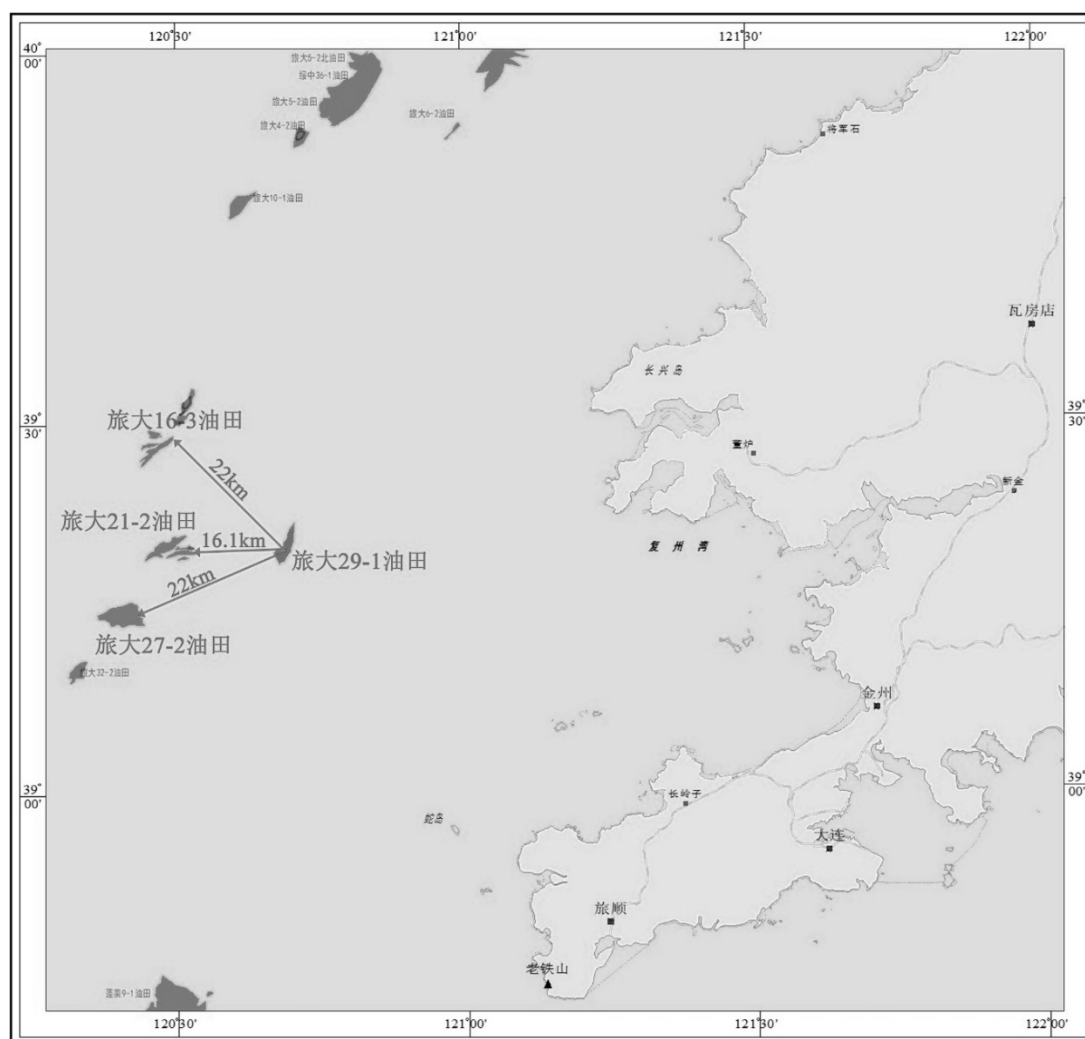 120°30′
121°00′
121°30′
122°00′
40°
00′
旅大5-2北油田
绥中36-1油田
旅大5-2油田
旅大6-2油田
旅大4-2油田
将军石
旅大10-1油田
瓦房店
长兴岛
39°
30′
39°
30′
旅大16-3油田
董炉
22km
新金
旅大21-2油田
16.1km
复州湾
旅大29-1油田
22km
旅大27-2油田
旅大32-2油田
金州
39°
00′
39°
00′
长岭子
蛇岛
大连
旅顺
老铁山
蓬莱9-1油田
120°30′
121°00′
121°30′
122°00′